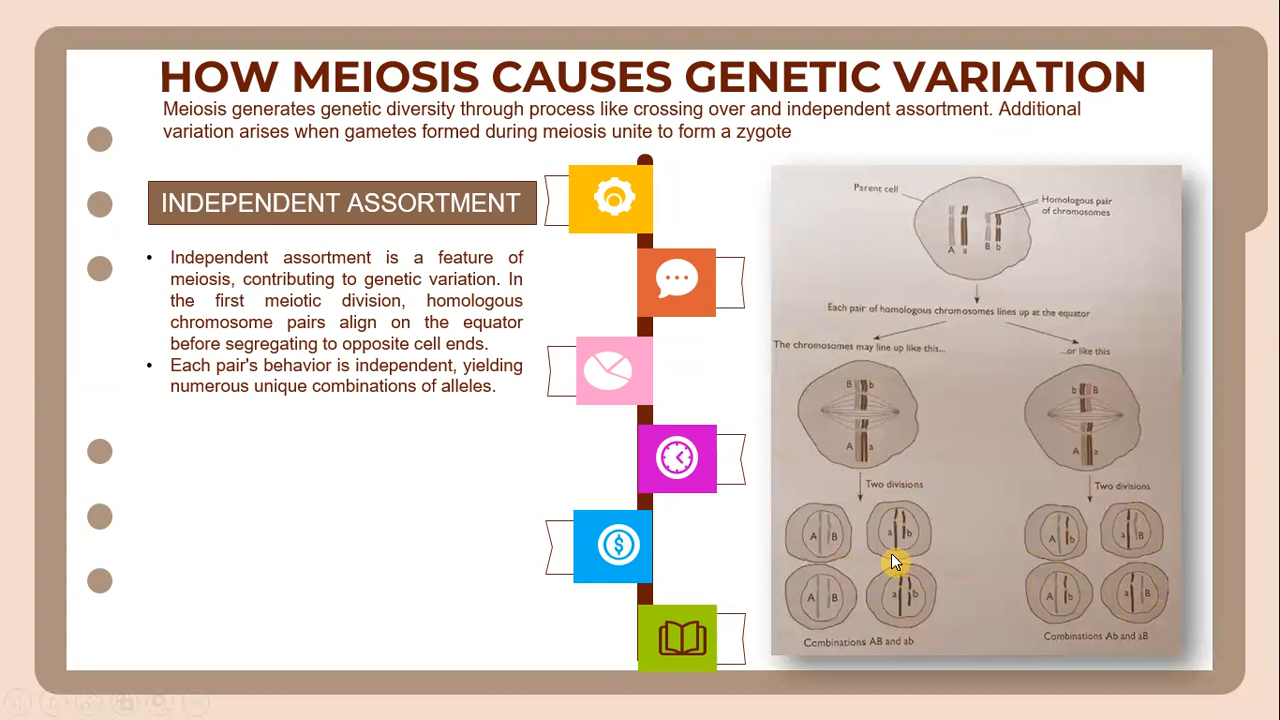 HOW MEIOSIS CAUSES GENETIC VARIATION
Meiosis generates genetic diversity through process like crossing over and independent assortment. Additional
variation arises when gametes formed during meiosis unite to form a zygote
INDEPENDENT ASSORTMENT
• Independent assortment is a feature of
meiosis, contributing to genetic variation. In
the first meiotic division, homologous
chromosome pairs align on the equator
before segregating to opposite cell ends.
• Each pair's behavior is independent, yielding
numerous unique combinations of alleles.
$
Parent cell
Homologous pair
of chromosomes
A a B b
Each pair of homologous chromosomes lines up at the equator
The chromosomes may line up like this...
...or like this
B b
b B
A a
A a
Two divisions
Two divisions
A B
a b
A b
a B
A B
a b
A b
a B
Combinations AB and ab
Combinations Ab and aB